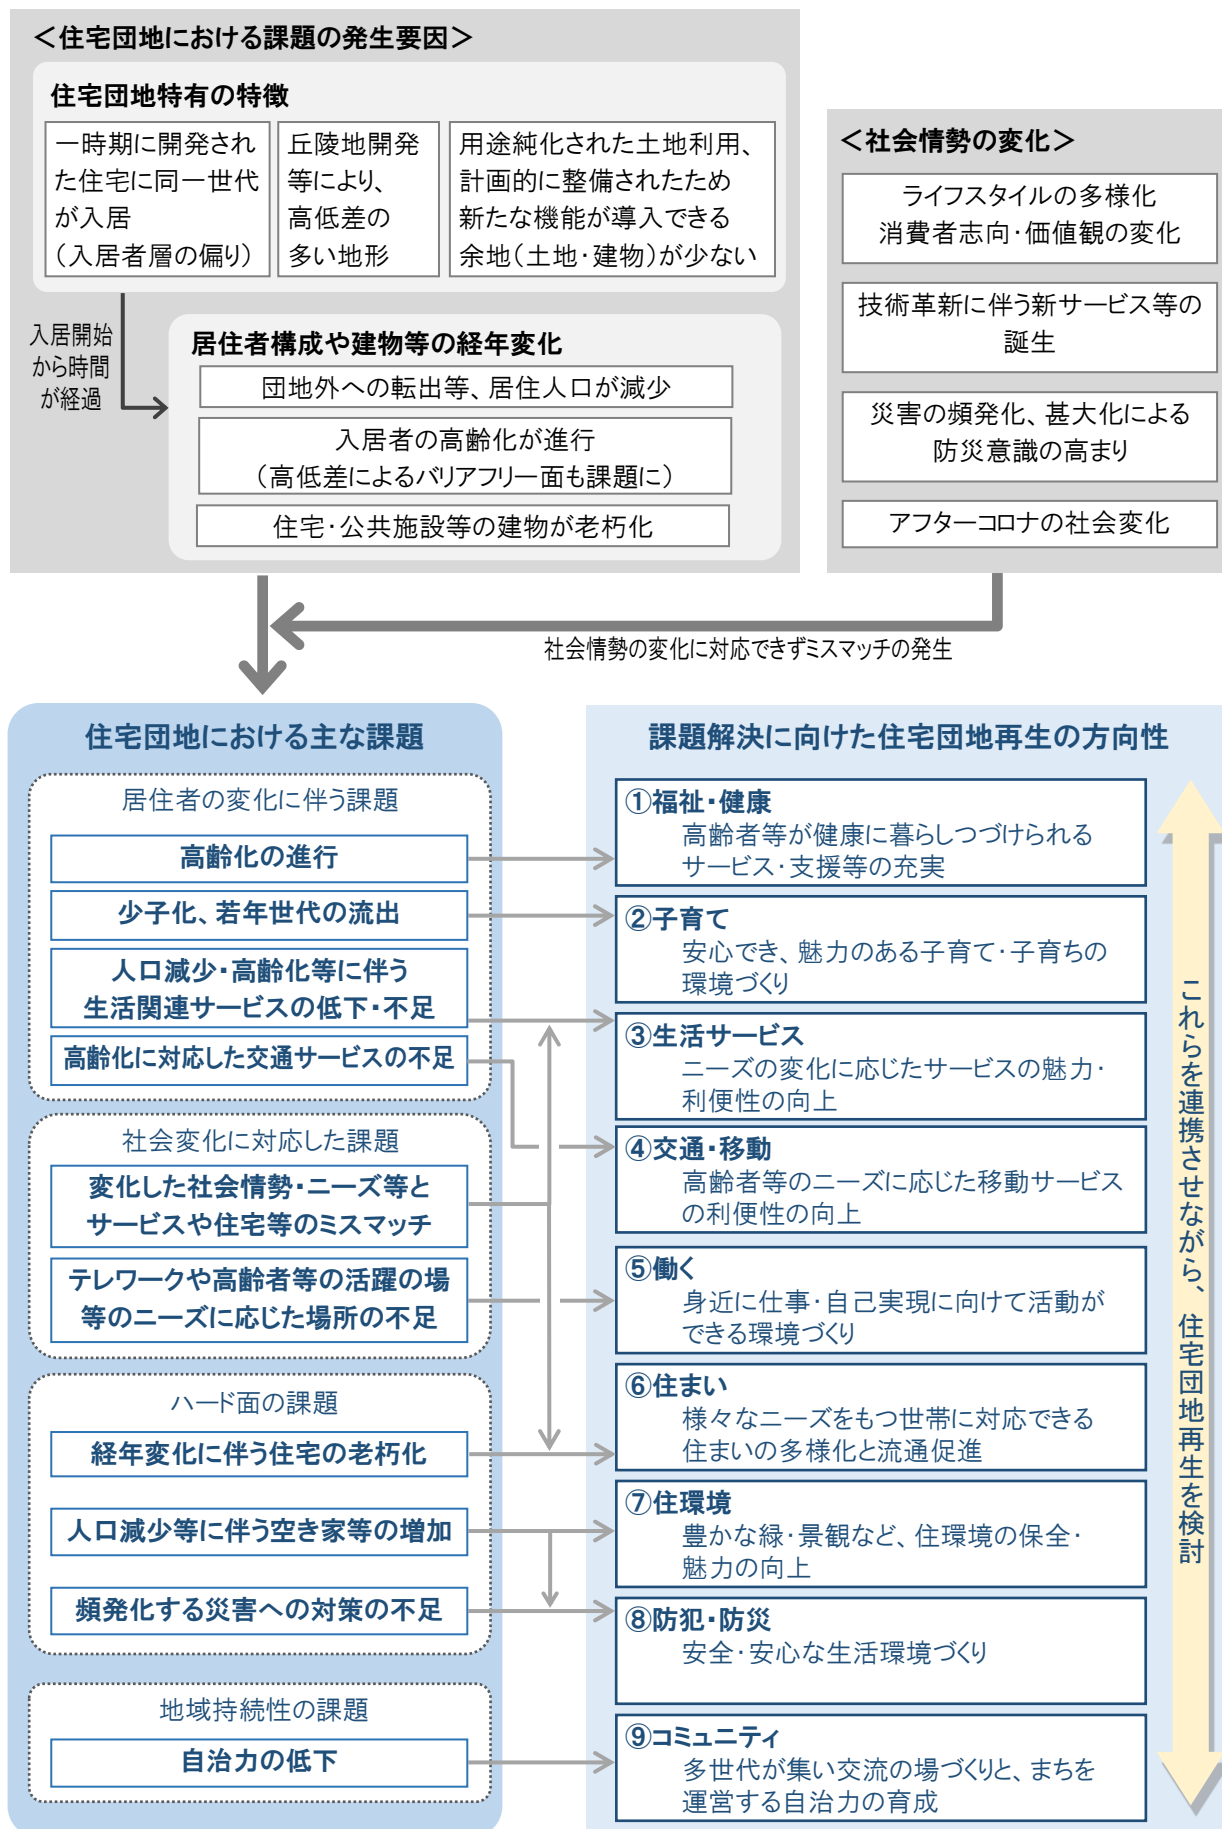 ＜住宅団地における課題の発生要因＞
住宅団地特有の特徴
一時期に開発され
た住宅に同一世代
が入居
（入居者層の偏り）
丘陵地開発
等により、
高低差の
多い地形
用途純化された土地利用、
計画的に整備されたため
新たな機能が導入できる
余地（土地・建物）が少ない
入居開始
から時間
が経過
居住者構成や建物等の経年変化
団地外への転出等、居住人口が減少
入居者の高齢化が進行
（高低差によるバリアフリー面も課題に）
住宅・公共施設等の建物が老朽化
＜社会情勢の変化＞
ライフスタイルの多様化
消費者志向・価値観の変化
技術革新に伴う新サービス等の
誕生
災害の頻発化、甚大化による
防災意識の高まり
アフターコロナの社会変化
社会情勢の変化に対応できずミスマッチの発生
住宅団地における主な課題
居住者の変化に伴う課題
高齢化の進行
少子化、若年世代の流出
人口減少・高齢化等に伴う
生活関連サービスの低下・不足
高齢化に対応した交通サービスの不足
社会変化に対応した課題
変化した社会情勢・ニーズ等と
サービスや住宅等のミスマッチ
テレワークや高齢者等の活躍の場
等のニーズに応じた場所の不足
ハード面の課題
経年変化に伴う住宅の老朽化
人口減少等に伴う空き家等の増加
頻発化する災害への対策の不足
地域持続性の課題
自治力の低下
課題解決に向けた住宅団地再生の方向性
①福祉・健康
高齢者等が健康に暮らしつづけられる
サービス・支援等の充実
②子育て
安心でき、魅力のある子育て・子育ちの
環境づくり
③生活サービス
ニーズの変化に応じたサービスの魅力・
利便性の向上
④交通・移動
高齢者等のニーズに応じた移動サービス
の利便性の向上
⑤働く
身近に仕事・自己実現に向けて活動が
できる環境づくり
⑥住まい
様々なニーズをもつ世帯に対応できる
住まいの多様化と流通促進
⑦住環境
豊かな緑・景観など、住環境の保全・
魅力の向上
⑧防犯・防災
安全・安心な生活環境づくり
⑨コミュニティ
多世代が集い交流の場づくりと、まちを
運営する自治力の育成
これらを連携させながら、住宅団地再生を検討